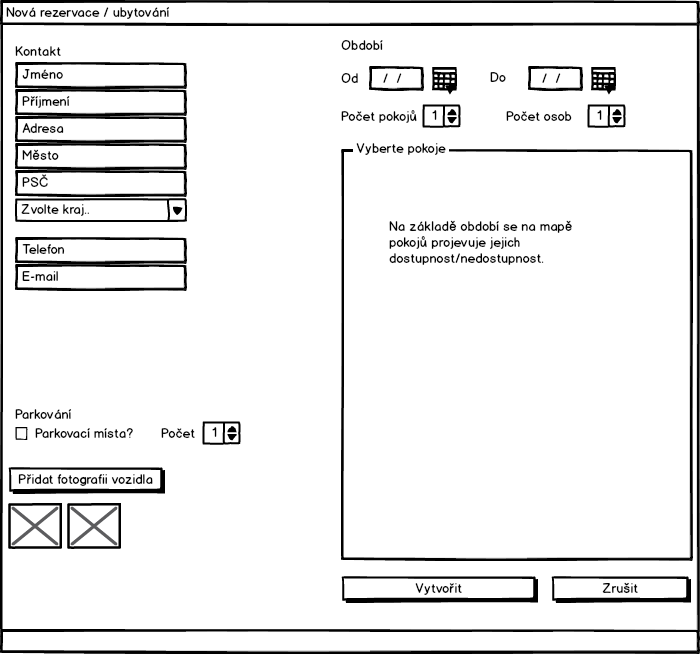 Nová rezervace / ubytování
Kontakt
Jméno
Příjmení
Adresa
Město
PSČ
Zvolte kraj..
Telefon
E-mail
Parkování
Parkovací místa? Počet 1
Přidat fotografii vozidla
Období
Od / / Do / /
Počet pokojů 1 Počet osob 1
Vyberte pokoje
Na základě období se na mapě
pokojů projevuje jejich
dostupnost/nedostupnost.
Vytvořit Zrušit